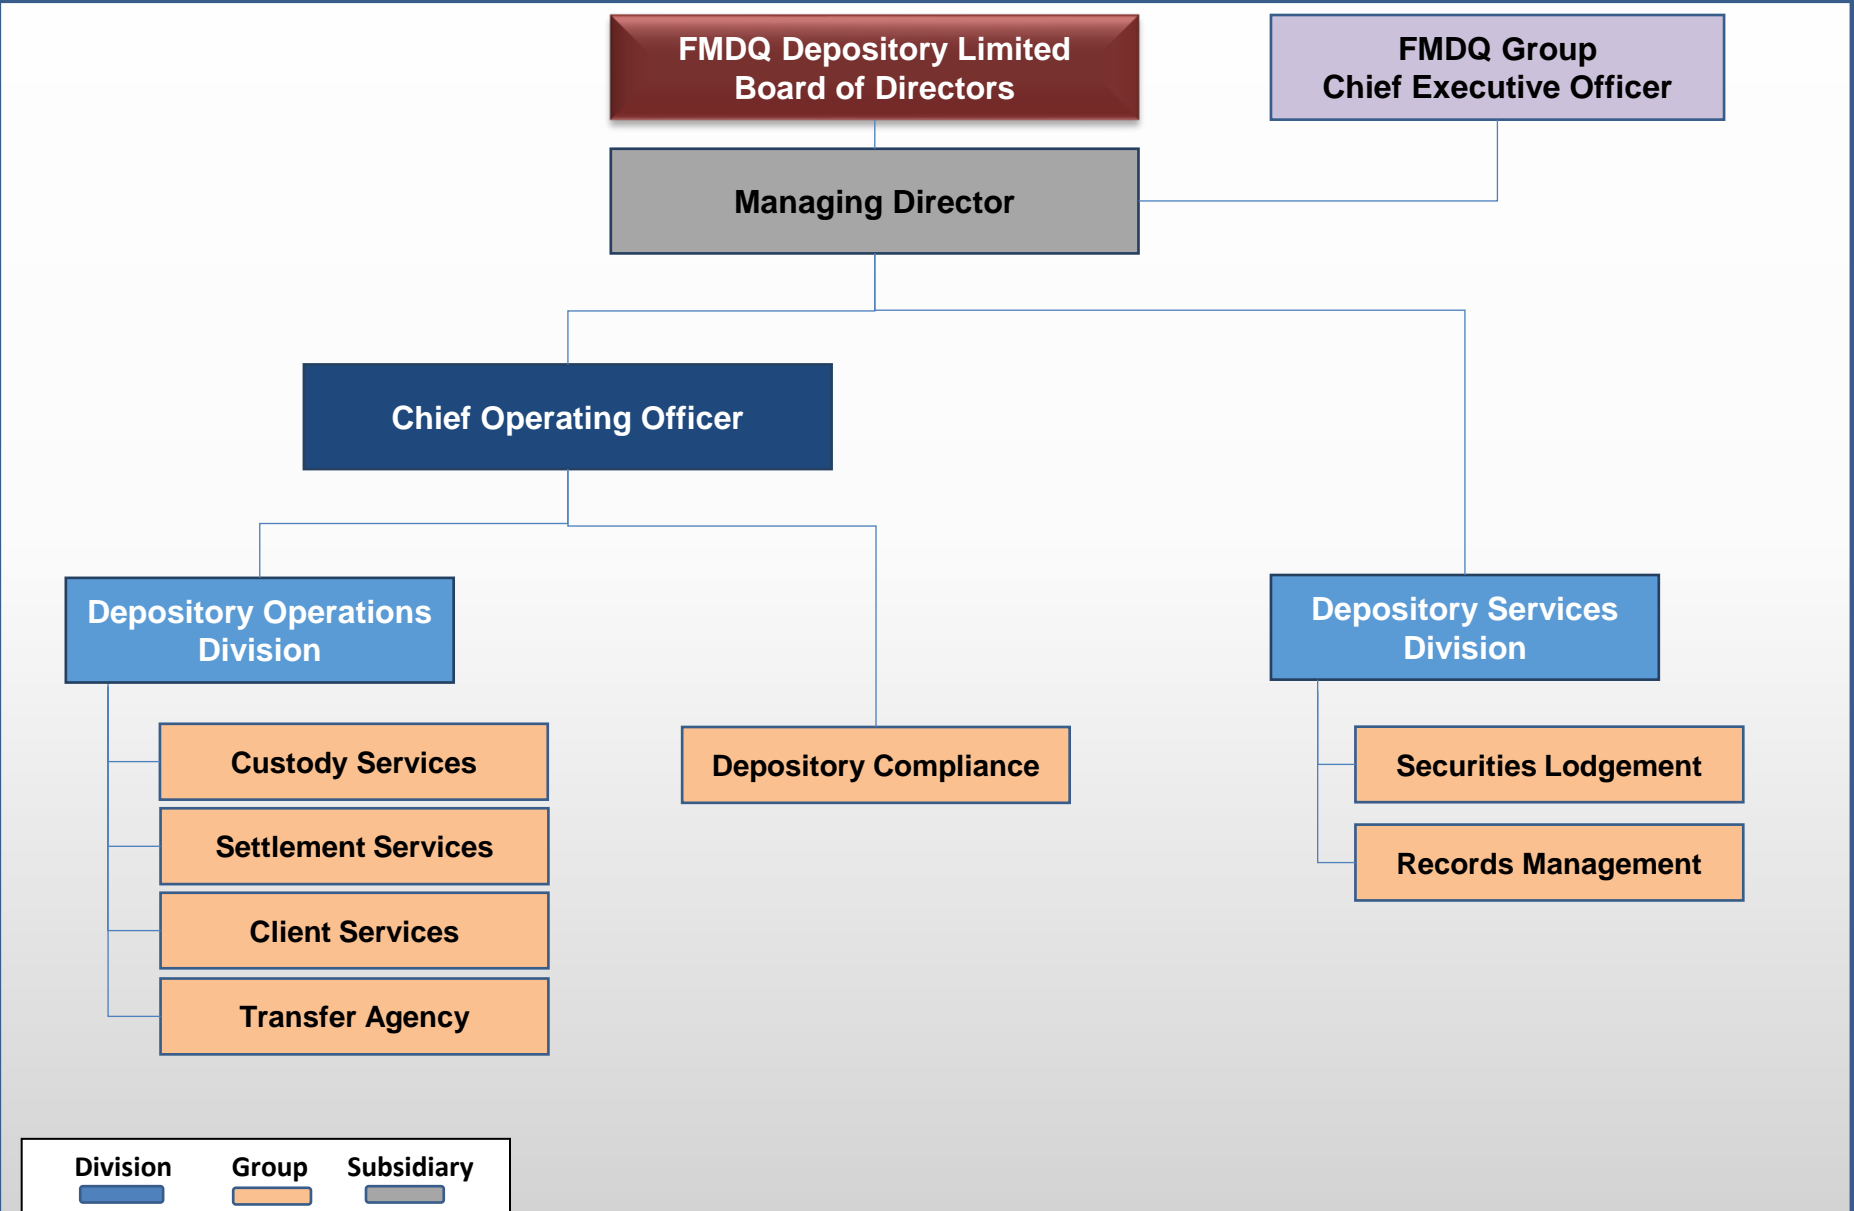 FMDQ Depository Limited
Board of Directors
FMDQ Group
Chief Executive Officer
Managing Director
Chief Operating Officer
Depository Operations
Division
Depository Services
Division
Custody Services
Settlement Services
Client Services
Transfer Agency
Depository Compliance
Securities Lodgement
Records Management
Division Group Subsidiary